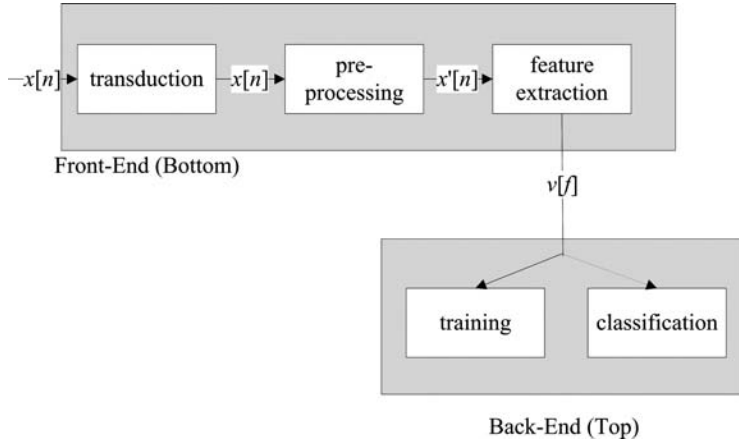 x[n]
transduction
x[n]
pre-
processing
x'[n]
feature
extraction
Front-End (Bottom)
v[f]
training
classification
Back-End (Top)